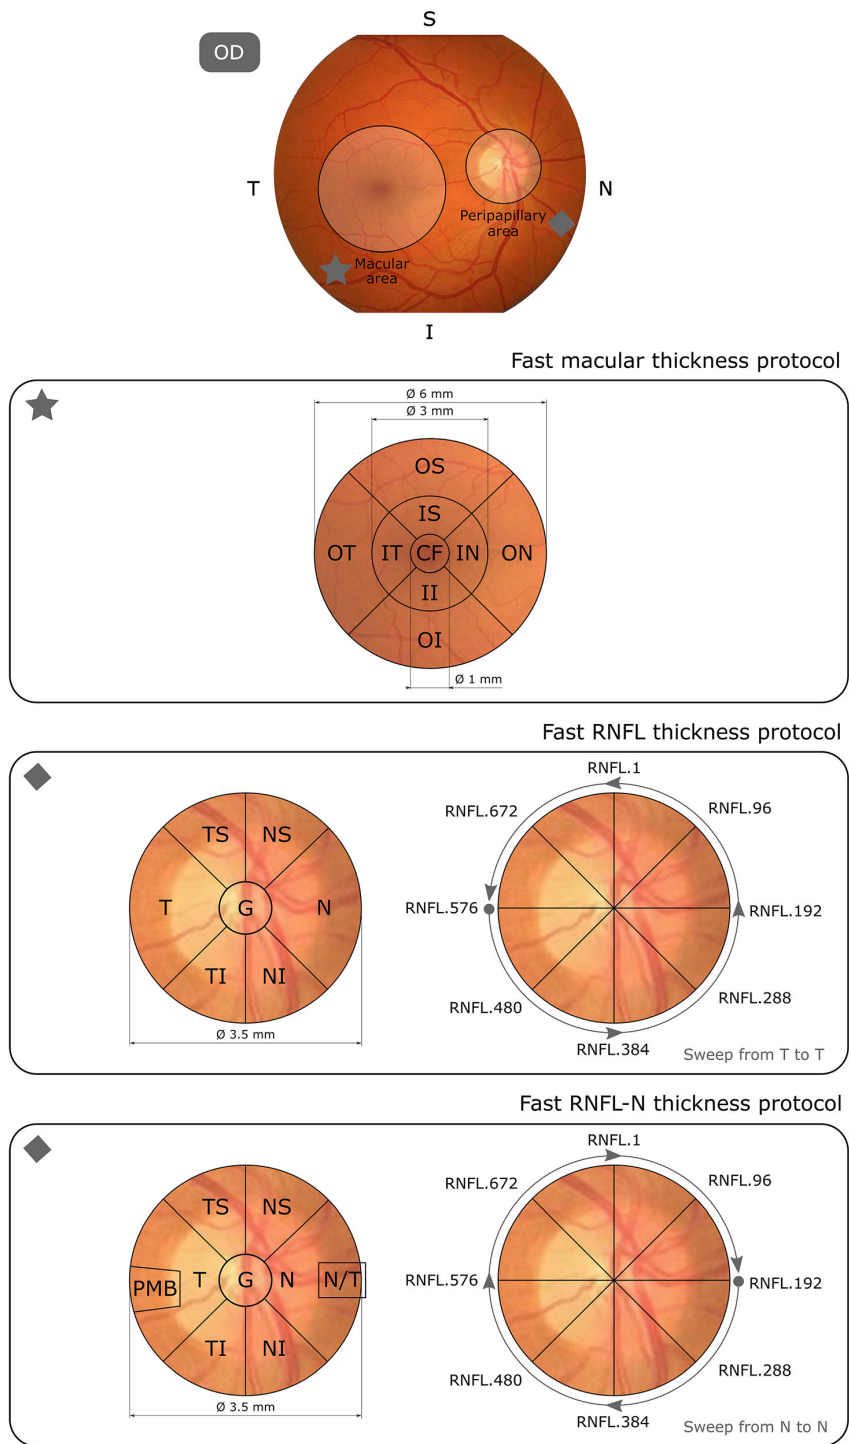 S
OD
T
N
Peripapillary
area
Macular
area
I
Fast macular thickness protocol
Ø 6 mm
Ø 3 mm
OS
IS
OT
IT
CF
IN
ON
II
OI
Ø 1 mm
Fast RNFL thickness protocol
TS
NS
T
G
N
TI
NI
Ø 3.5 mm
RNFL.1
RNFL.672
RNFL.96
RNFL.576
RNFL.192
RNFL.480
RNFL.288
RNFL.384
Sweep from T to T
Fast RNFL-N thickness protocol
TS
NS
PMB
T
G
N
N/T
TI
NI
Ø 3.5 mm
RNFL.1
RNFL.672
RNFL.96
RNFL.576
RNFL.192
RNFL.480
RNFL.288
RNFL.384
Sweep from N to N